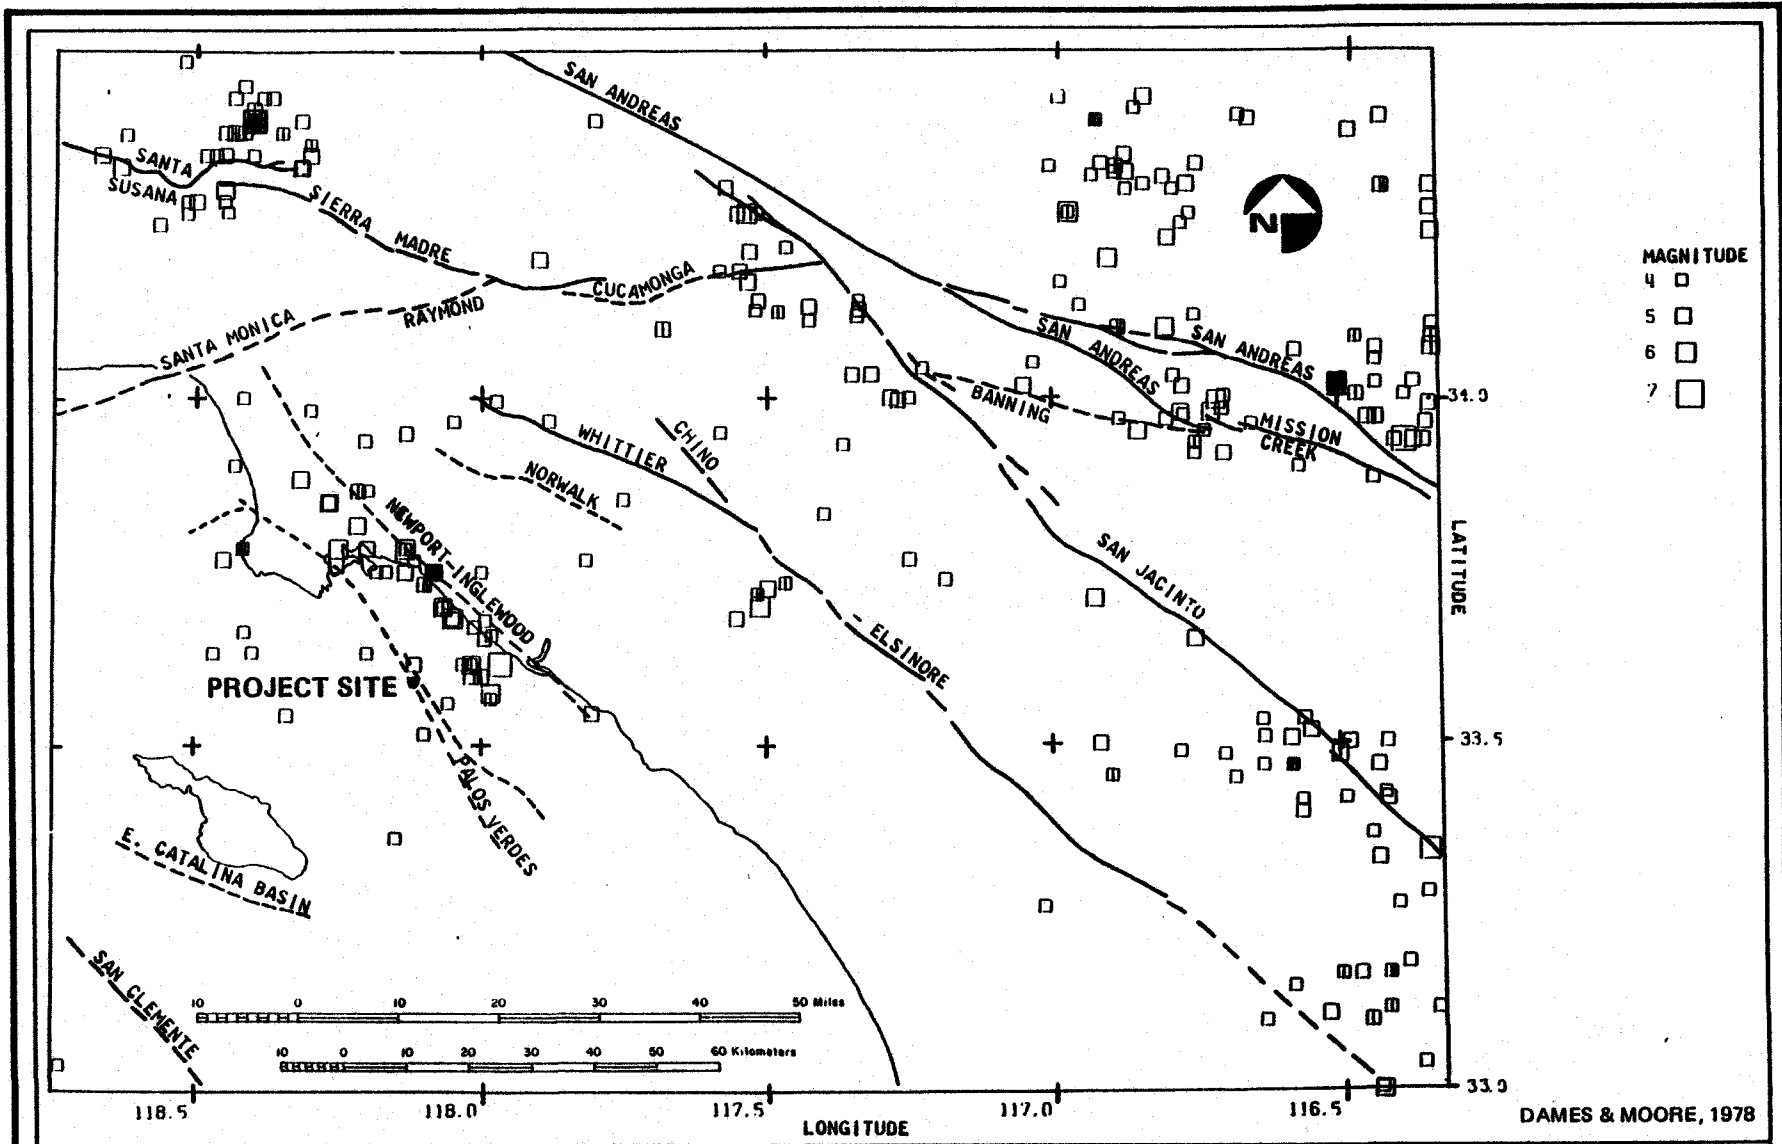 SAN ANDREAS
SANTA
SUSANA
SIERRA
MADRE
N
MAGNITUDE
4
5
6
7
CUCAMONGA
RAYMOND
SANTA MONICA
SAN ANDREAS
SAN ANDREAS
BANNING
34.0
MISSION
CREEK
WHITTIER
CHINO
NORWALK
NEWPORT-INGLEWOOD
SAN JACINTO
LATITUDE
ELSINORE
PROJECT SITE
33.5
PALOS VERDES
E. CATALINA BASIN
SAN CLEMENTE
10 0 10 20 30 40 50 Miles
10 0 10 20 30 40 50 60 Kilometers
33.0
118.5 118.0 117.5 117.0 116.5
LONGITUDE
DAMES & MOORE, 1978